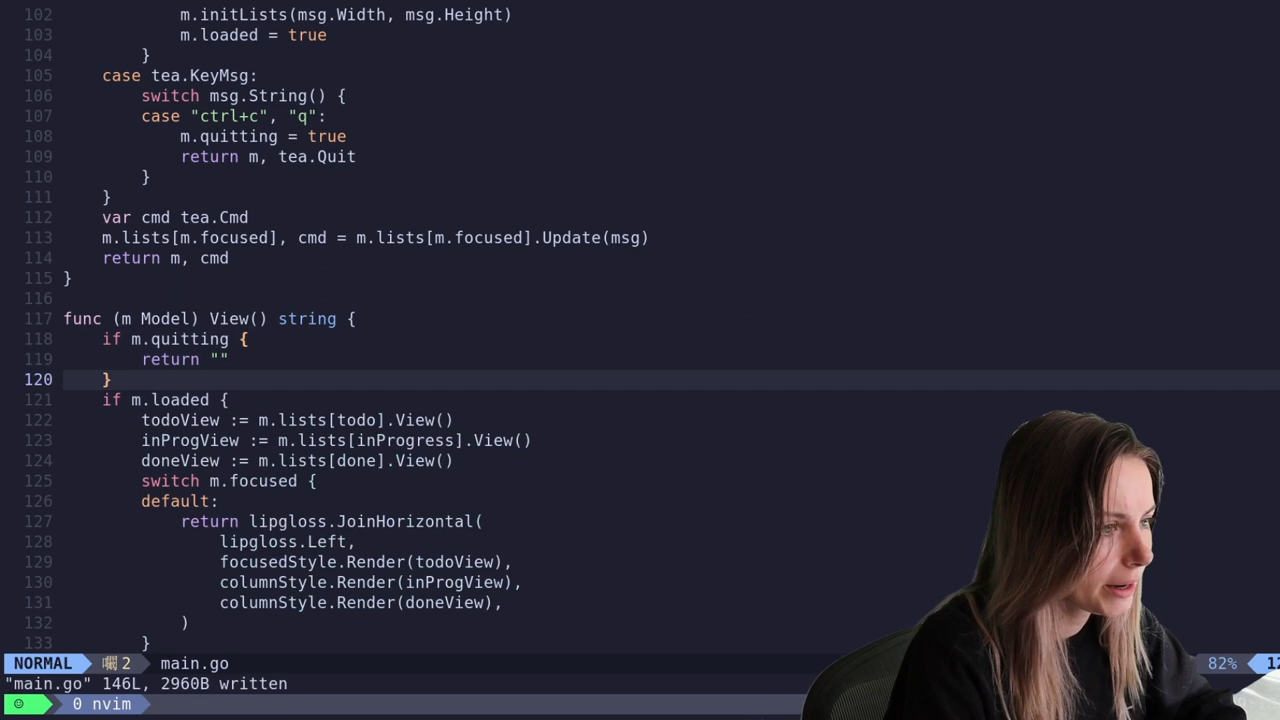 102 m.initLists(msg.Width, msg.Height)
103 m.loaded = true
104 }
105 case tea.KeyMsg:
106 switch msg.String() {
107 case "ctrl+c", "q":
108 m.quitting = true
109 return m, tea.Quit
110 }
111 }
112 var cmd tea.Cmd
113 m.lists[m.focused], cmd = m.lists[m.focused].Update(msg)
114 return m, cmd
115 }
116
117 func (m Model) View() string {
118 if m.quitting {
119 return ""
120 }
121 if m.loaded {
122 todoView := m.lists[todo].View()
123 inProgView := m.lists[inProgress].View()
124 doneView := m.lists[done].View()
125 switch m.focused {
126 default:
127 return lipgloss.JoinHorizontal(
128 lipgloss.Left,
129 focusedStyle.Render(todoView),
130 columnStyle.Render(inProgView),
131 columnStyle.Render(doneView),
132 )
133 }
NORMAL 2 main.go 82% 12
"main.go" 146L, 2960B written
0 nvim